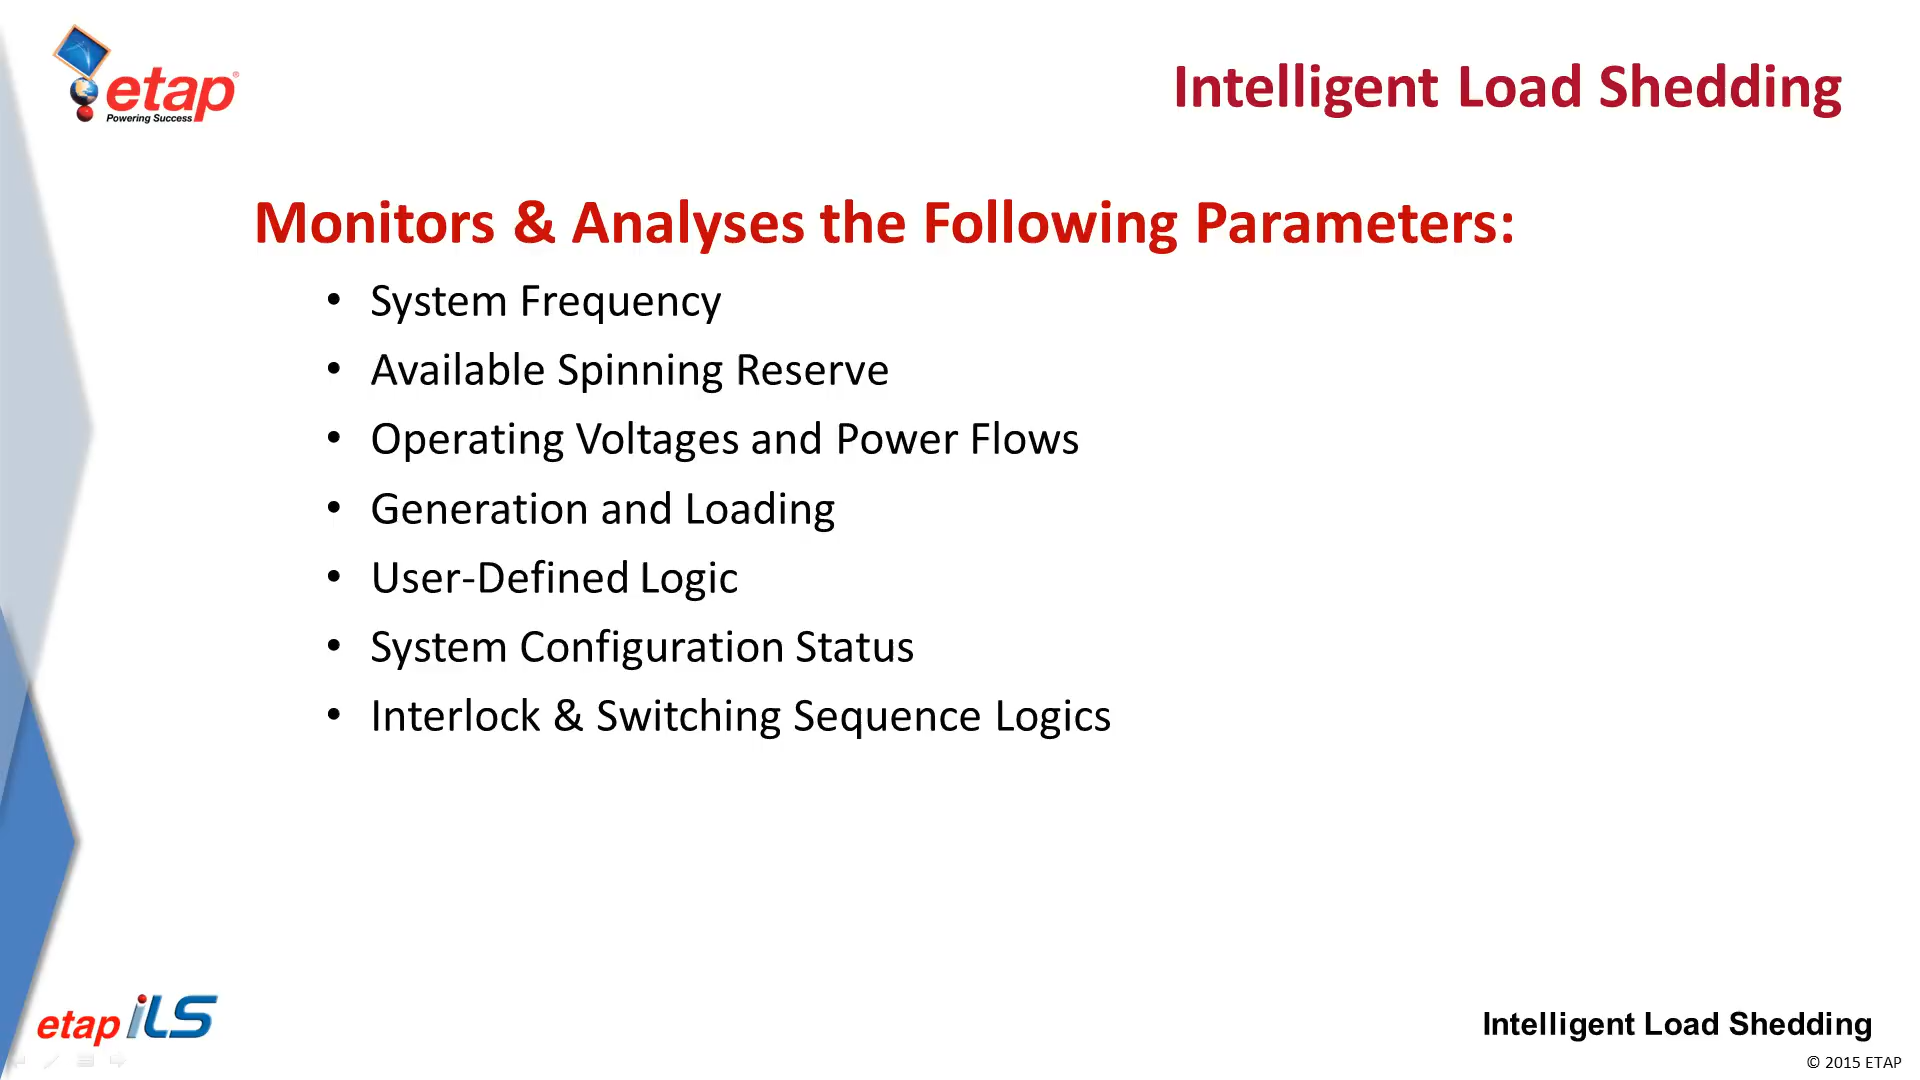 etap®
Powering Success
Intelligent Load Shedding
Monitors & Analyses the Following Parameters:
• System Frequency
• Available Spinning Reserve
• Operating Voltages and Power Flows
• Generation and Loading
• User-Defined Logic
• System Configuration Status
• Interlock & Switching Sequence Logics
etap iLS
Intelligent Load Shedding
© 2015 ETAP